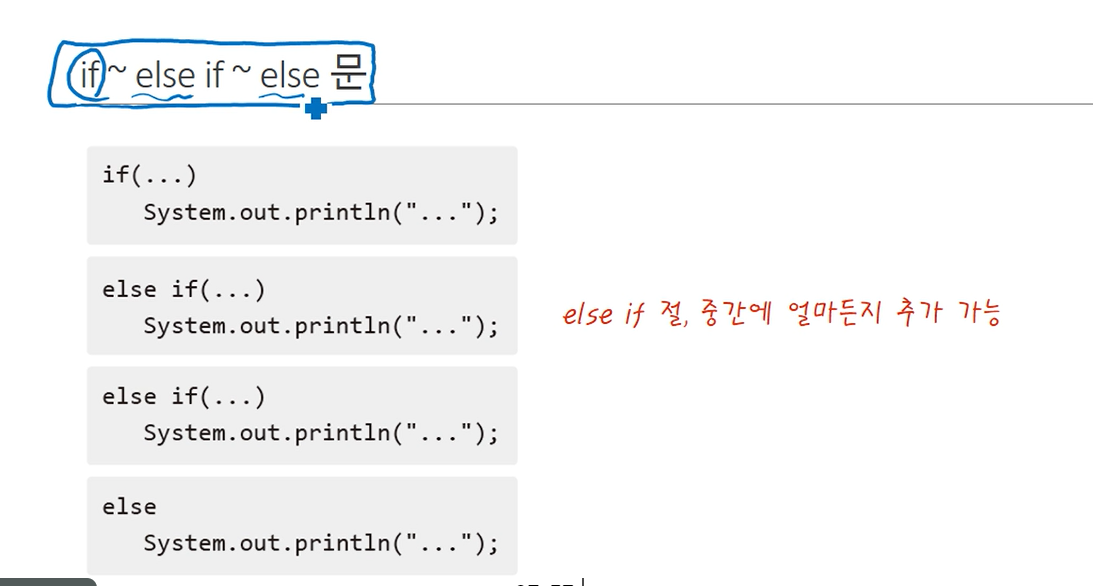 if ~ else if ~ else 문
if(...)
System.out.println("...");
else if(...)
System.out.println("...");
else if 절, 중간에 얼마든지 추가 가능
else if(...)
System.out.println("...");
else
System.out.println("...");